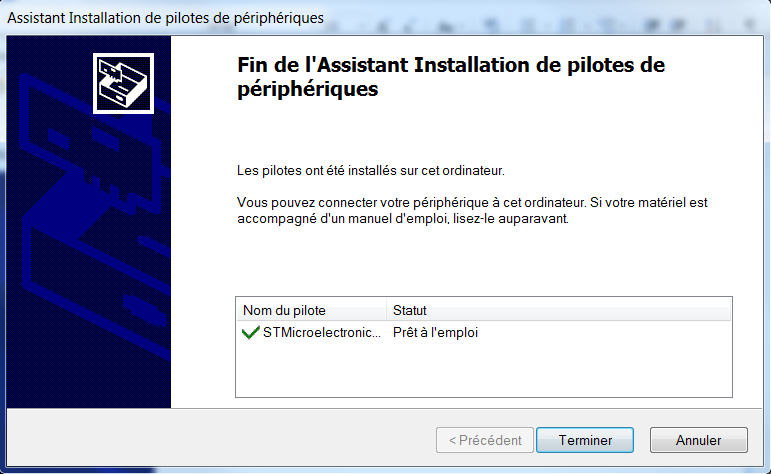 Assistant Installation de pilotes de périphériques
Fin de l'Assistant Installation de pilotes de
périphériques
Les pilotes ont été installés sur cet ordinateur.
Vous pouvez connecter votre périphérique à cet ordinateur. Si votre matériel est
accompagné d'un manuel d'emploi, lisez-le auparavant.
Nom du pilote Statut
STMicroelectronic... Prêt à l'emploi
< Précédent Terminer Annuler